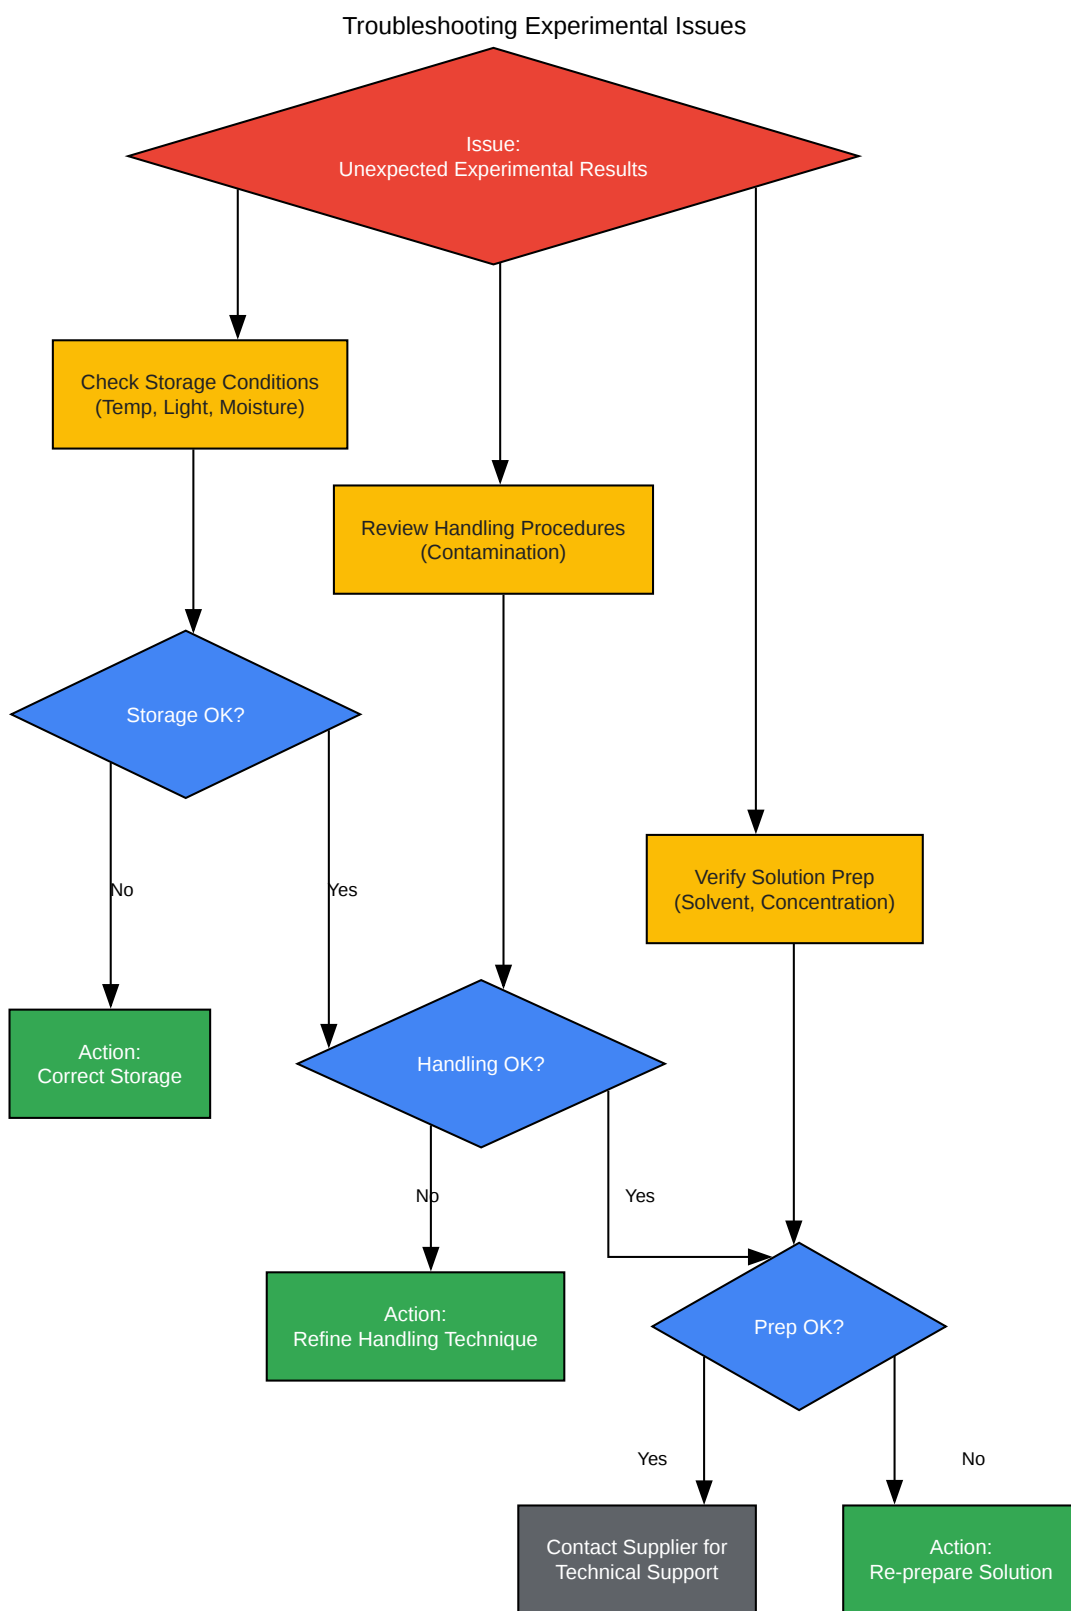 Troubleshooting Experimental Issues
Issue:
Unexpected Experimental Results
Check Storage Conditions
(Temp, Light, Moisture)
Review Handling Procedures
(Contamination)
Storage OK?
Verify Solution Prep
(Solvent, Concentration)
No
Yes
Action:
Correct Storage
Handling OK?
No
Yes
Action:
Refine Handling Technique
Prep OK?
Yes
No
Contact Supplier for
Technical Support
Action:
Re-prepare Solution